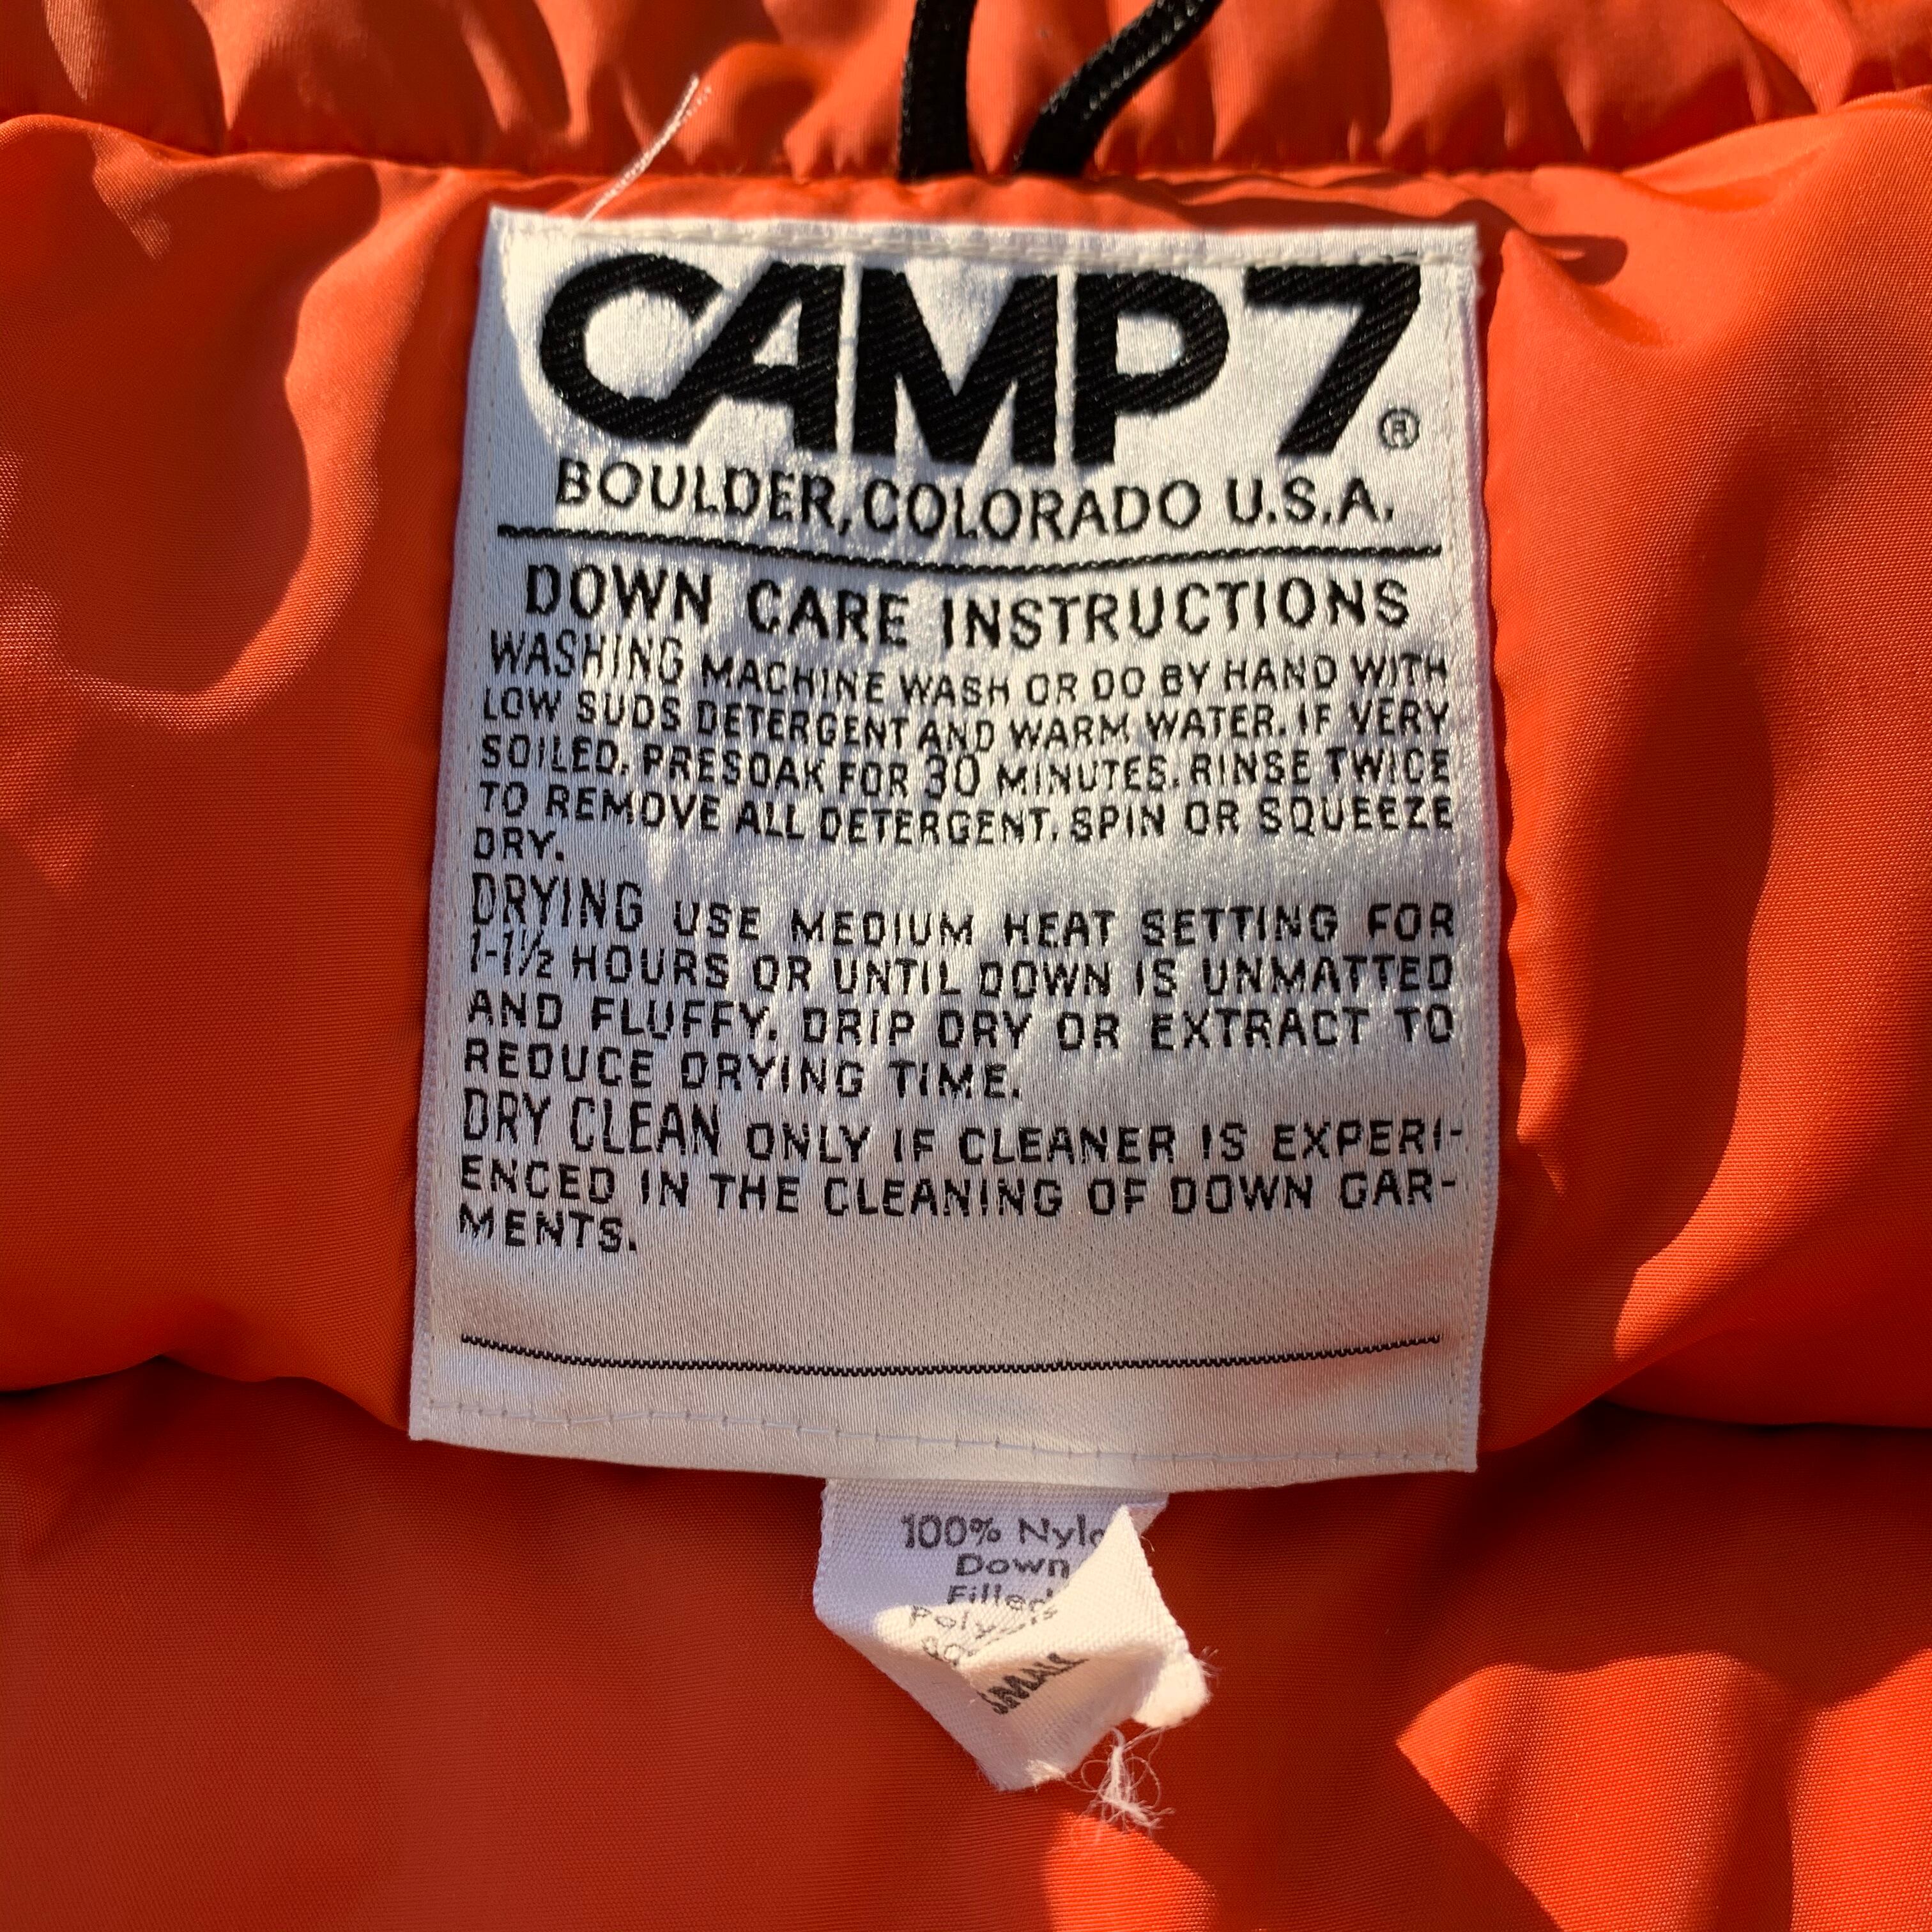 CAMP 7 ®
BOULDER, COLORADO U.S.A.
DOWN CARE INSTRUCTIONS
WASHING MACHINE WASH OR DO BY HAND WITH
LOW SUDS DETERGENT AND WARM WATER. IF VERY
SOILED, PRESOAK FOR 30 MINUTES. RINSE TWICE
TO REMOVE ALL DETERGENT. SPIN OR SQUEEZE
DRY.
DRYING USE MEDIUM HEAT SETTING FOR
1-1½ HOURS OR UNTIL DOWN IS UNMATTED
AND FLUFFY. DRIP DRY OR EXTRACT TO
REDUCE DRYING TIME.
DRY CLEAN ONLY IF CLEANER IS EXPERI-
ENCED IN THE CLEANING OF DOWN GAR-
MENTS.
100% Nylo
Down
Filled
SMALL